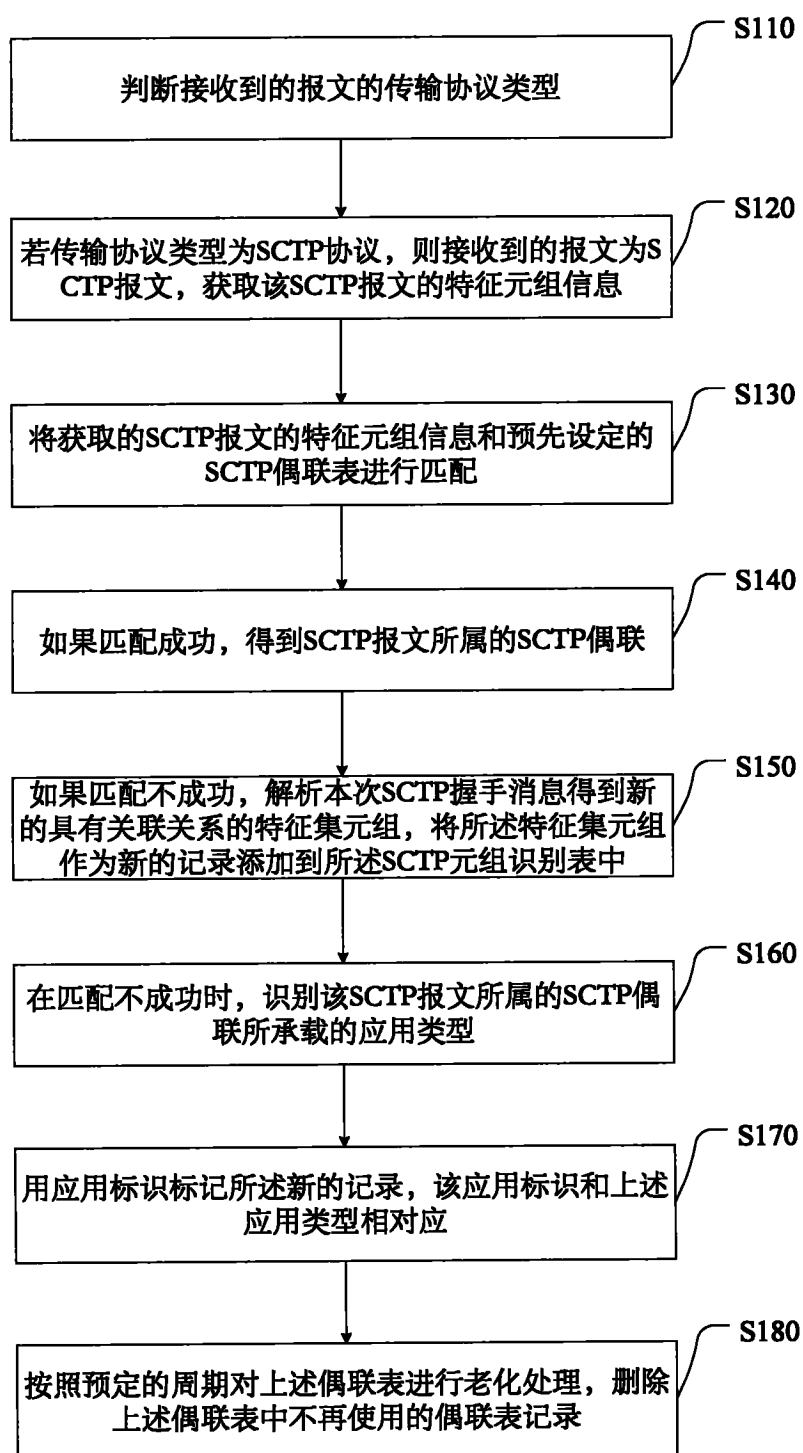 S110
判断接收到的报文的传输协议类型
S120
若传输协议类型为SCTP协议，则接收到的报文为S
CTP报文，获取该SCTP报文的特征元组信息
S130
将获取的SCTP报文的特征元组信息和预先设定的
SCTP偶联表进行匹配
S140
如果匹配成功，得到SCTP报文所属的SCTP偶联
S150
如果匹配不成功，解析本次SCTP握手消息得到新
的具有关联关系的特征集元组，将所述特征集元组
作为新的记录添加到所述SCTP元组识别表中
S160
在匹配不成功时，识别该SCTP报文所属的SCTP偶
联所承载的应用类型
S170
用应用标识标记所述新的记录，该应用标识和上述
应用类型相对应
S180
按照预定的周期对上述偶联表进行老化处理，删除
上述偶联表中不再使用的偶联表记录